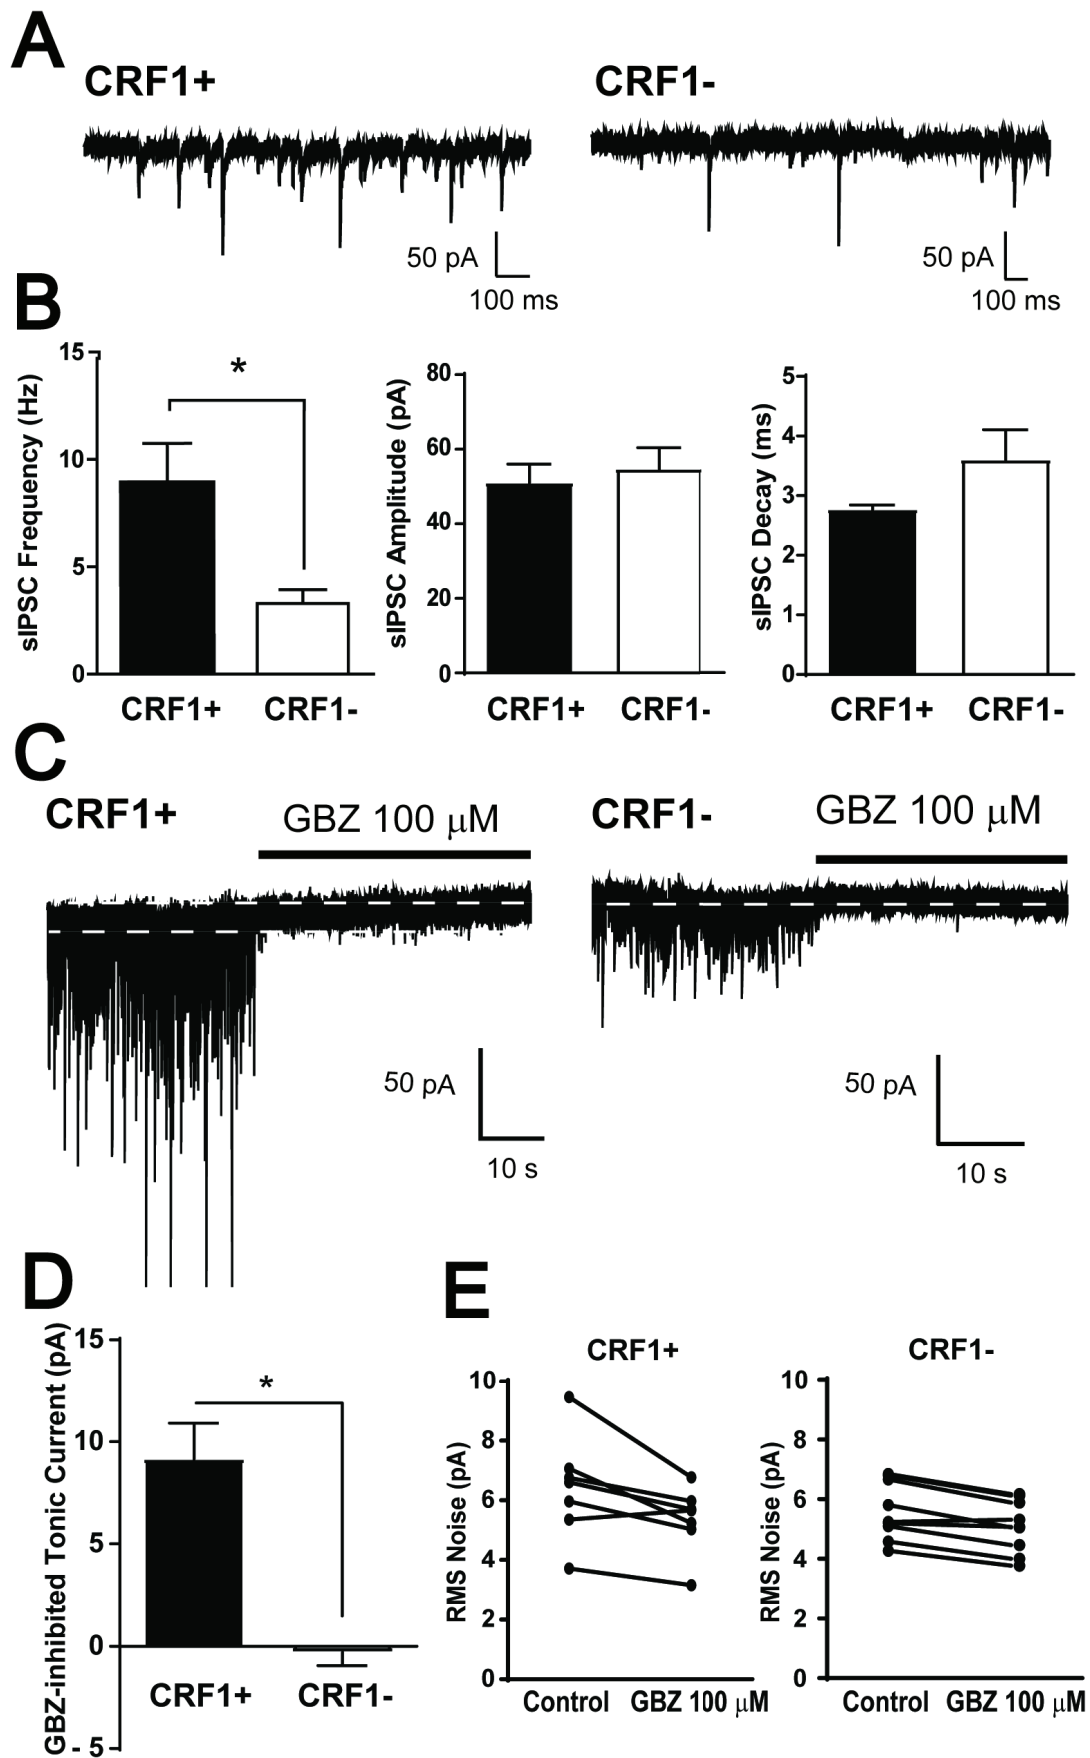 A
CRF1+
CRF1-
50 pA
100 ms
50 pA
100 ms
B
sIPSC Frequency (Hz)
15
10
5
0
*
CRF1+
CRF1-
sIPSC Amplitude (pA)
80
60
40
20
0
CRF1+
CRF1-
sIPSC Decay (ms)
5
4
3
2
1
0
CRF1+
CRF1-
C
CRF1+
GBZ 100 μM
CRF1-
GBZ 100 μM
50 pA
10 s
50 pA
10 s
D
GBZ-inhibited Tonic Current (pA)
15
10
5
0
- 5
*
CRF1+
CRF1-
E
CRF1+
RMS Noise (pA)
10
8
6
4
2
0
Control
GBZ 100 μM
CRF1-
RMS Noise (pA)
10
8
6
4
2
0
Control
GBZ 100 μM